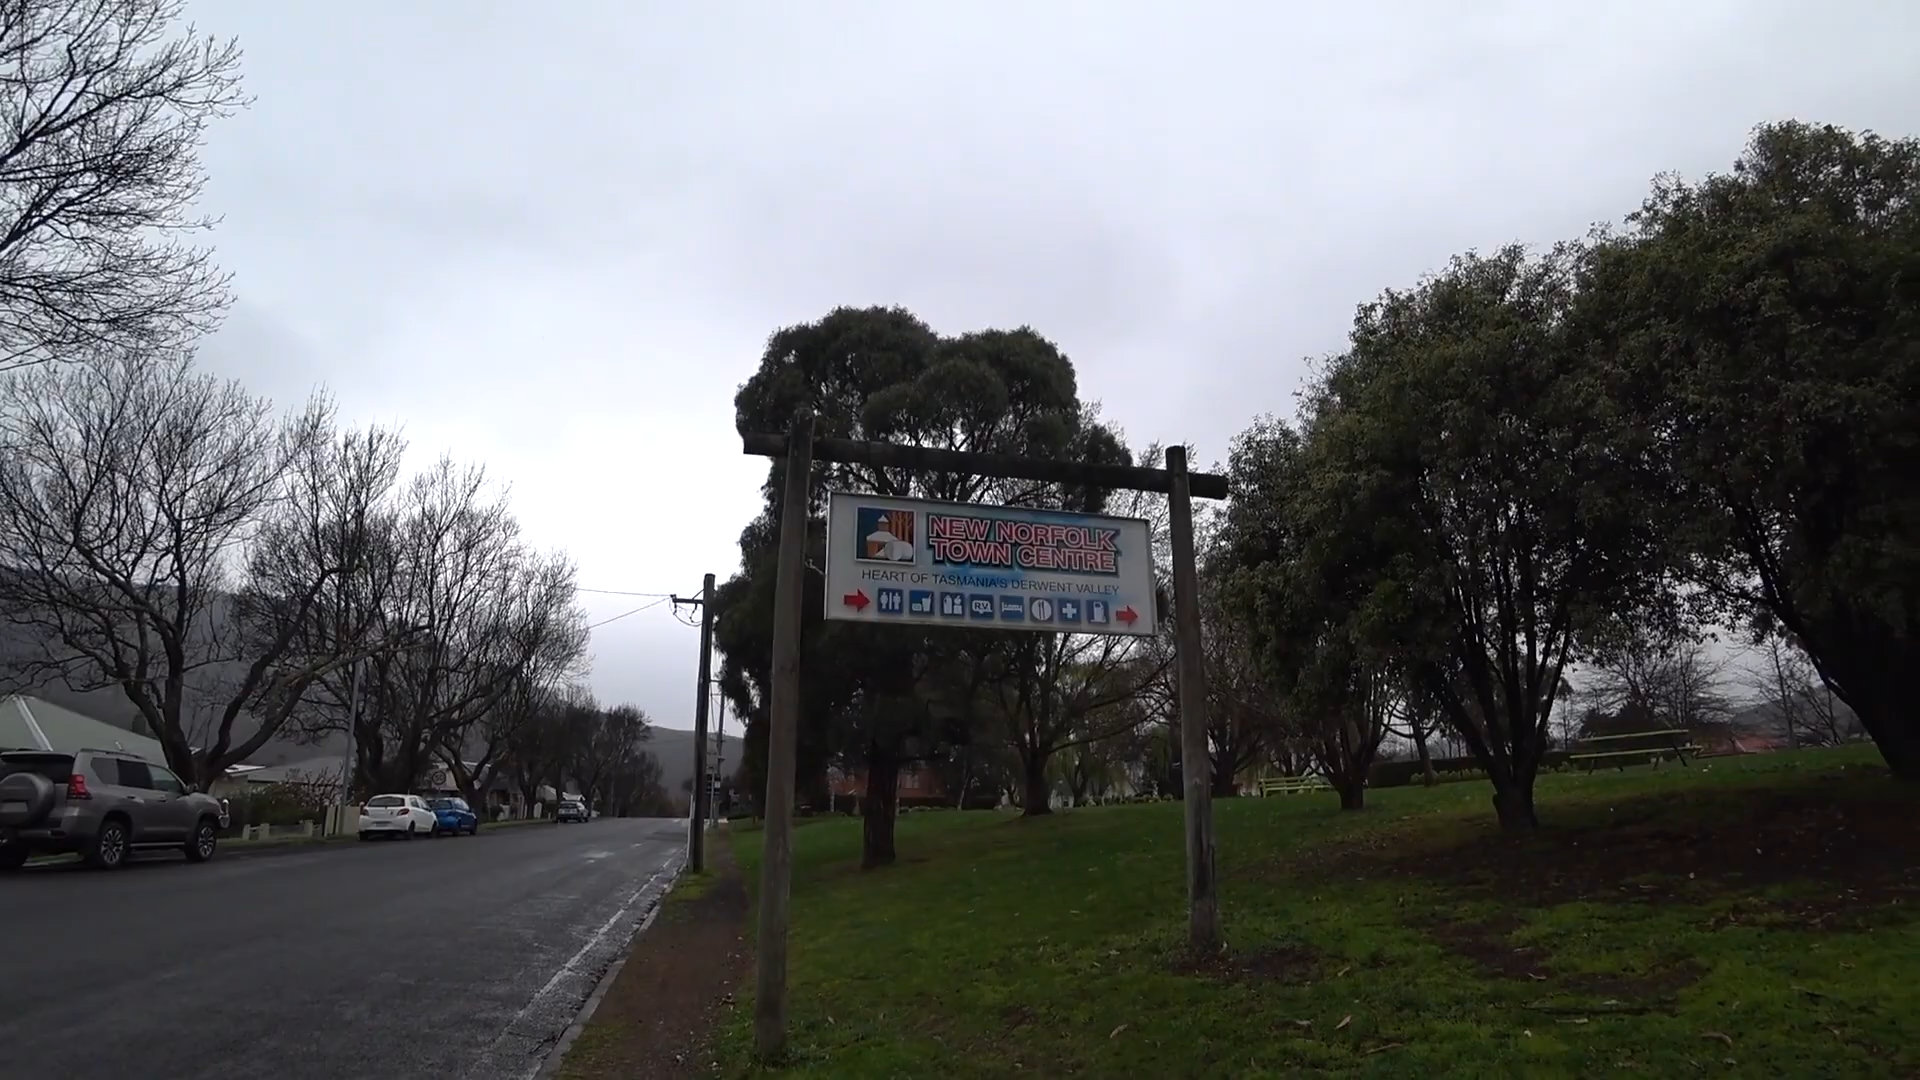 NEW NORFOLK
TOWN CENTRE
HEART OF TASMANIA'S DERWENT VALLEY
RV